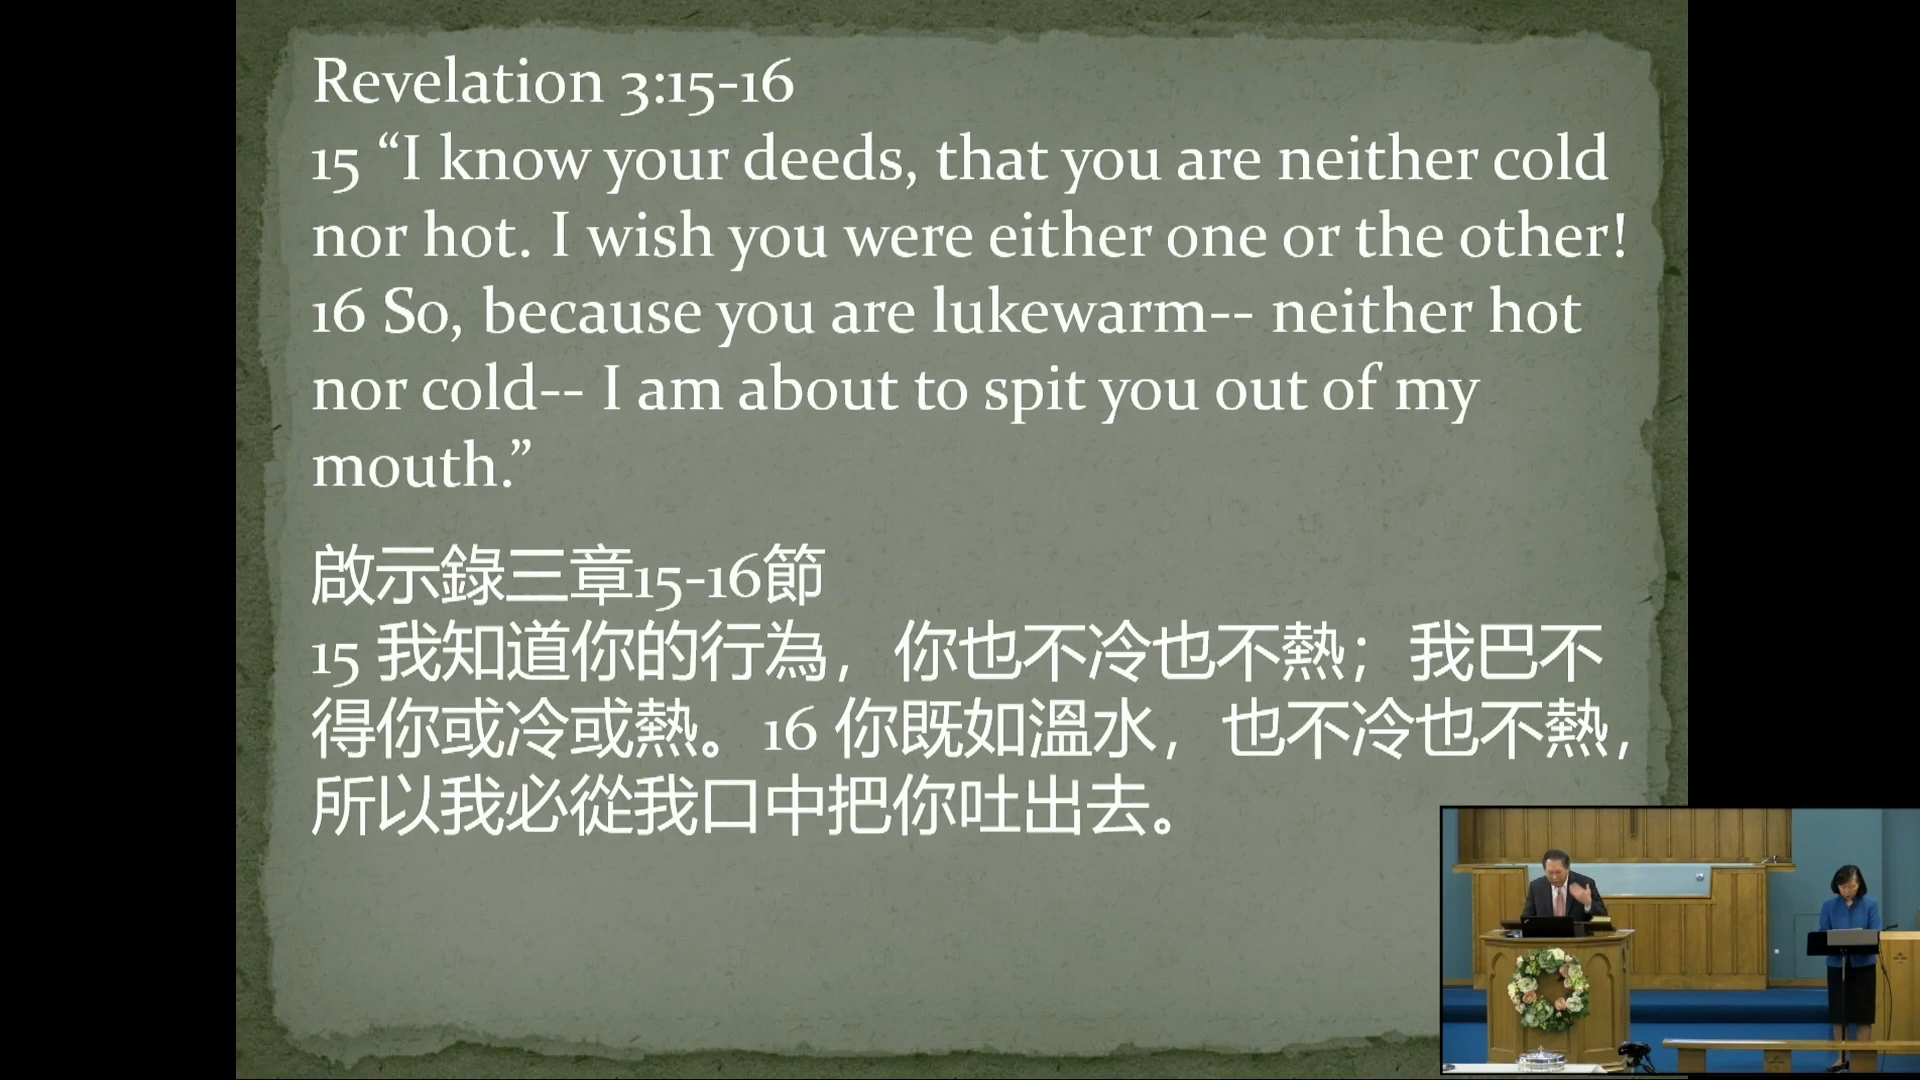 Revelation 3:15-16
15 “I know your deeds, that you are neither cold
nor hot. I wish you were either one or the other!
16 So, because you are lukewarm-- neither hot
nor cold-- I am about to spit you out of my
mouth.”
啟示錄三章15-16節
15 我知道你的行為，你也不冷也不熱；我巴不
得你或冷或熱。16 你既如溫水，也不冷也不熱，
所以我必從我口中把你吐出去。